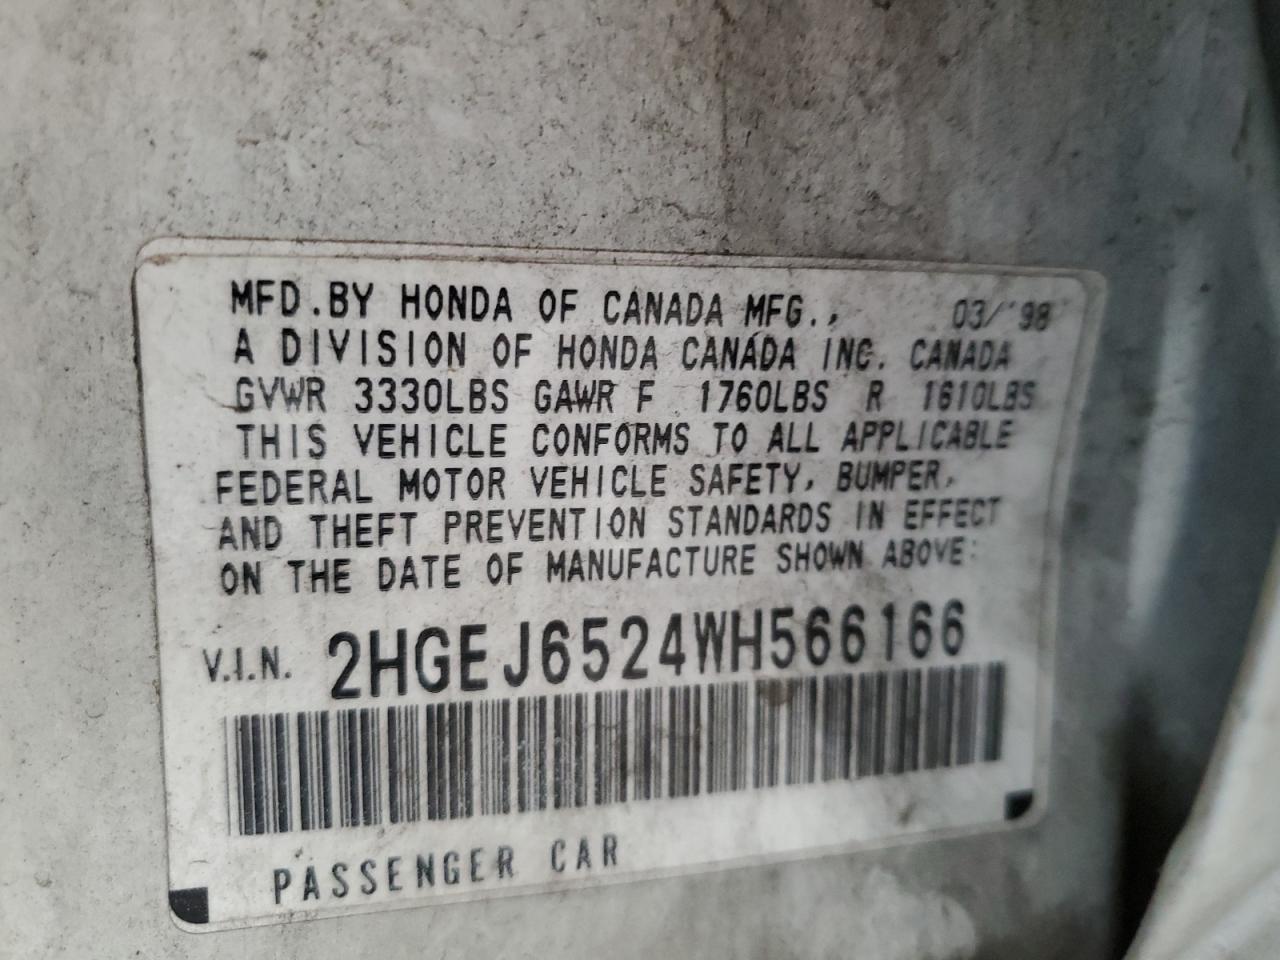 MFD.BY HONDA OF CANADA MFG., 03/'98
A DIVISION OF HONDA CANADA INC. CANADA
GVWR 3330LBS GAWR F 1760LBS R 1610LBS
THIS VEHICLE CONFORMS TO ALL APPLICABLE
FEDERAL MOTOR VEHICLE SAFETY, BUMPER,
AND THEFT PREVENTION STANDARDS IN EFFECT
ON THE DATE OF MANUFACTURE SHOWN ABOVE:
V.I.N. 2HGEJ6524WH566166
PASSENGER CAR